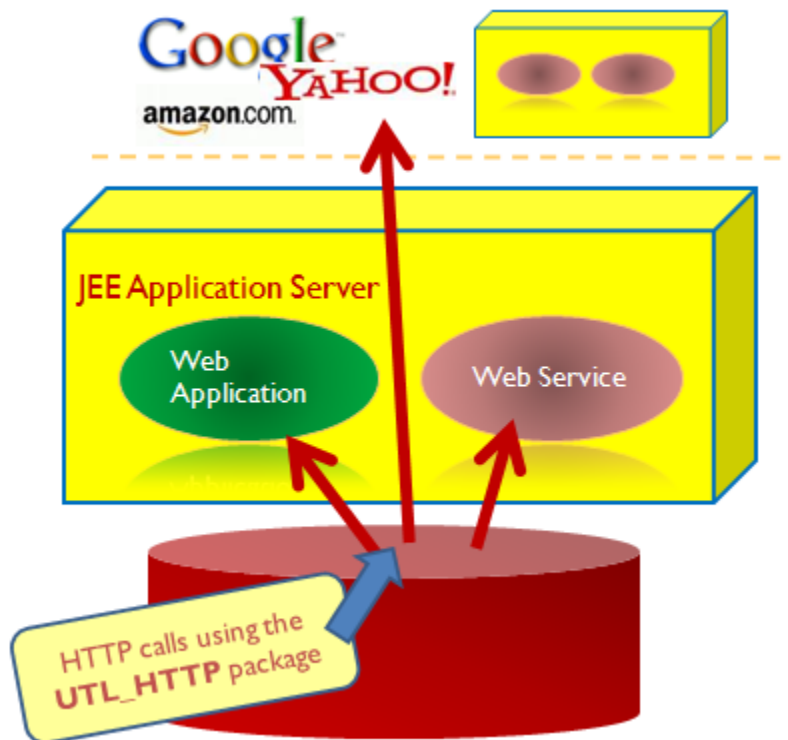 Google
YAHOO!
amazon.com.
JEE Application Server
Web
Application
Web Service
HTTP calls using the
UTL_HTTP package